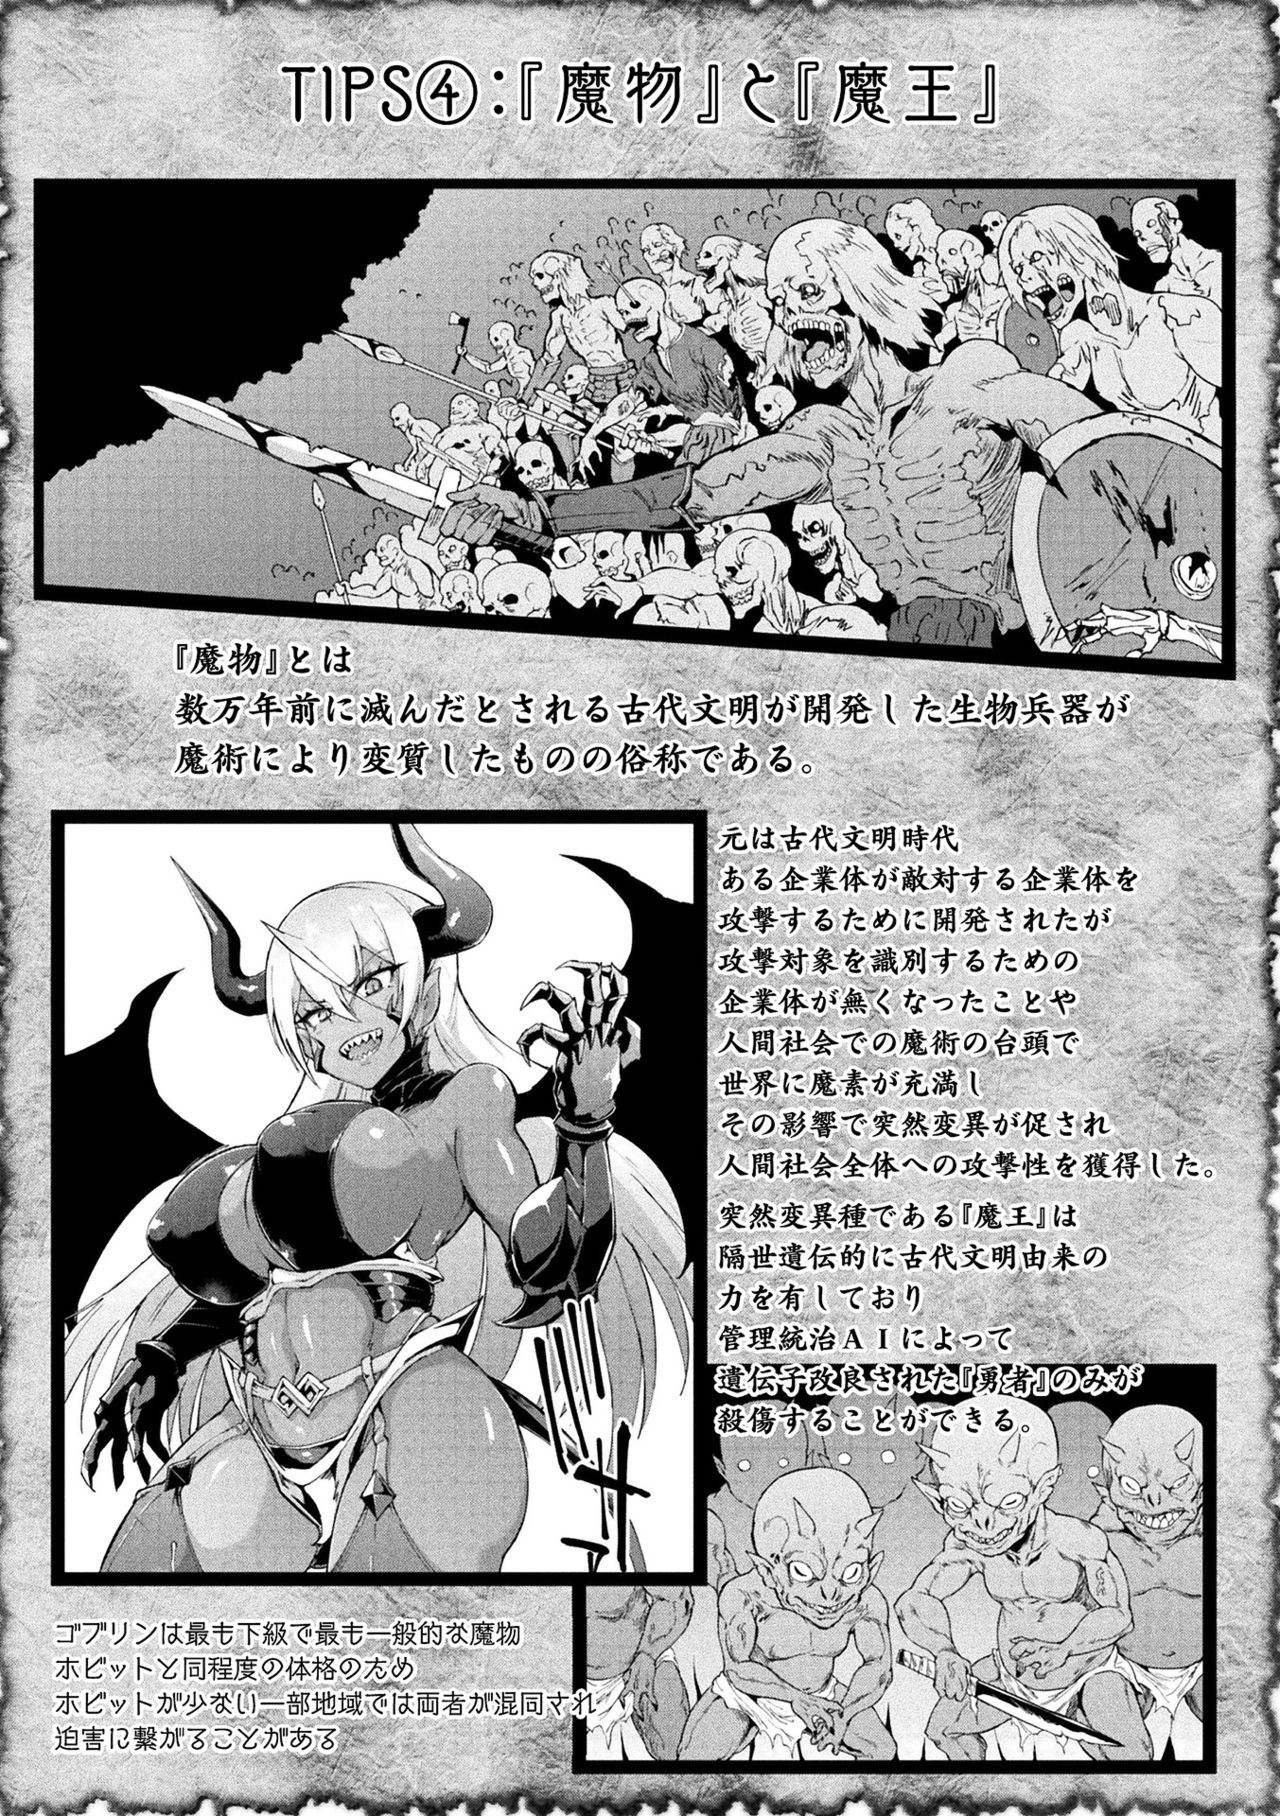 TIPS④:『魔物』と『魔王』
『魔物』とは
数万年前に滅んだとされる古代文明が開発した生物兵器が
魔術により変質したものの俗称である。
元は古代文明時代
ある企業体が敵対する企業体を
攻撃するために開発されたが
攻撃対象を識別するための
企業体が無くなったことや
人間社会での魔術の台頭で
世界に魔素が充満し
その影響で突然変異が促され
人間社会全体への攻撃性を獲得した。
突然変異種である『魔王』は
隔世遺伝的に古代文明由来の
力を有しており
管理統治AIによって
遺伝子改良された『勇者』のみが
殺傷することができる。
ゴブリンは最も下級で最も一般的な魔物
ホビットと同程度の体格のため
ホビットが少ない一部地域では両者が混同され
迫害に繋がることがある